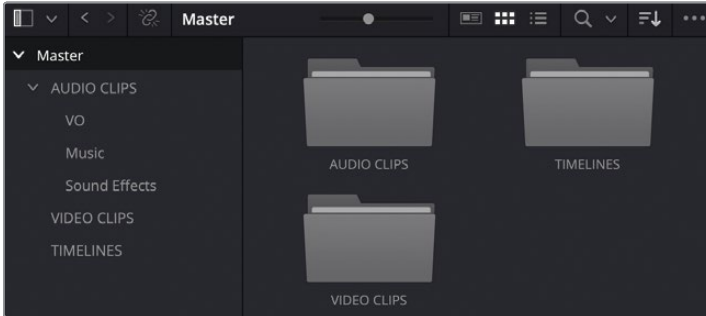 Master
Master
AUDIO CLIPS
VO
Music
Sound Effects
VIDEO CLIPS
TIMELINES
AUDIO CLIPS
TIMELINES
VIDEO CLIPS